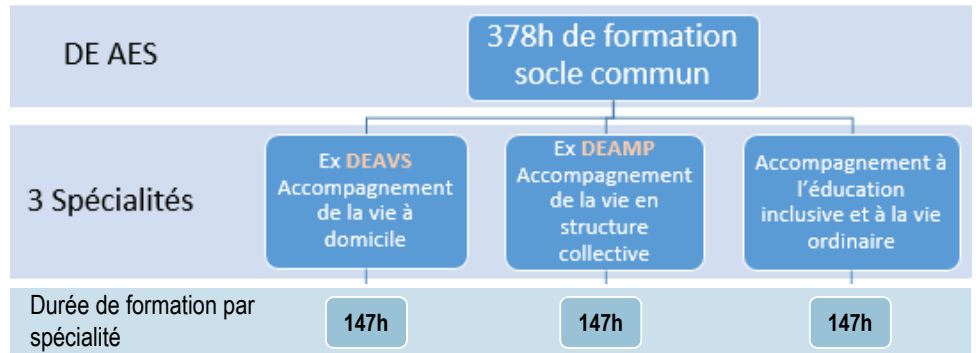 DE AES
378h de formation
socle commun
3 Spécialités
Ex DEAVS
Accompagnement
de la vie à
domicile
Ex DEAMP
Accompagnement
de la vie en
structure
collective
Accompagnement à
l'éducation
inclusive et à la vie
ordinaire
Durée de formation par
spécialité
147h
147h
147h